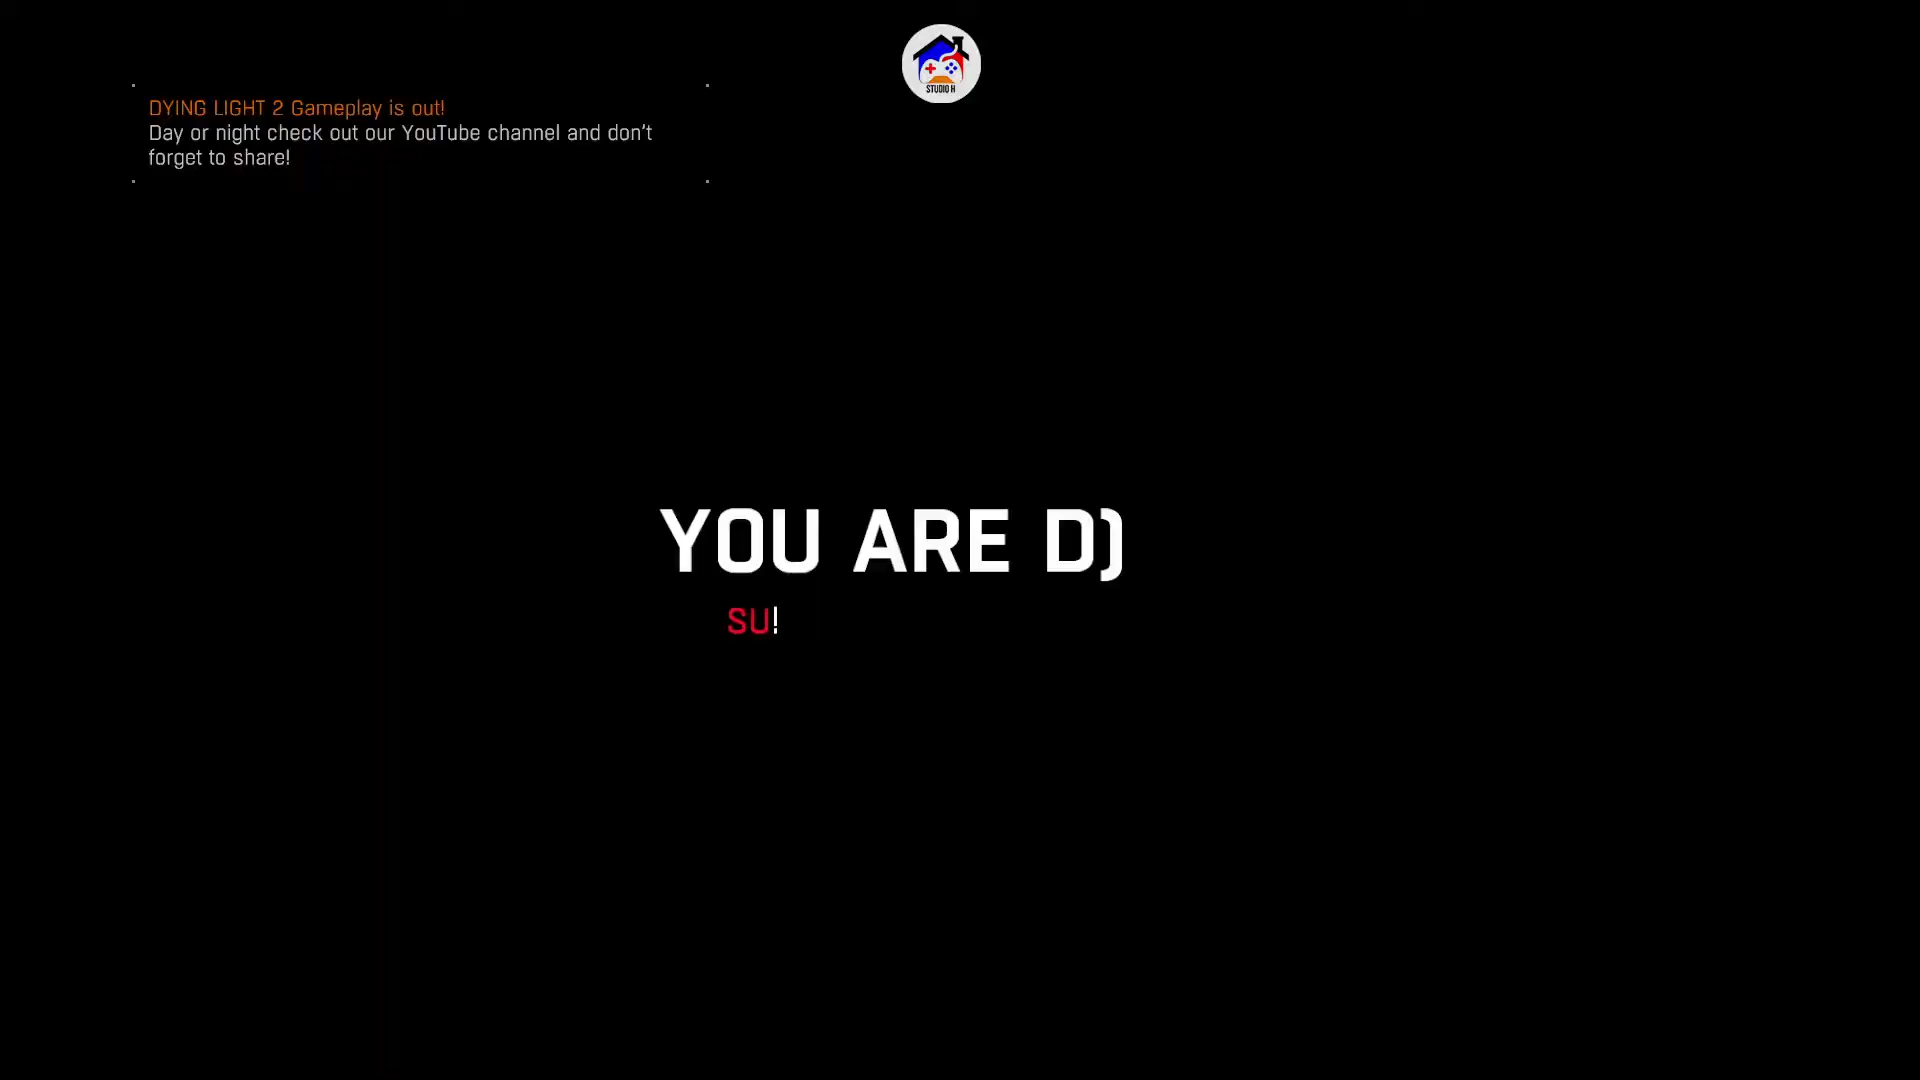 STUDIO H
DYING LIGHT 2 Gameplay is out!
Day or night check out our YouTube channel and don't
forget to share!
YOU ARE D)
SU!